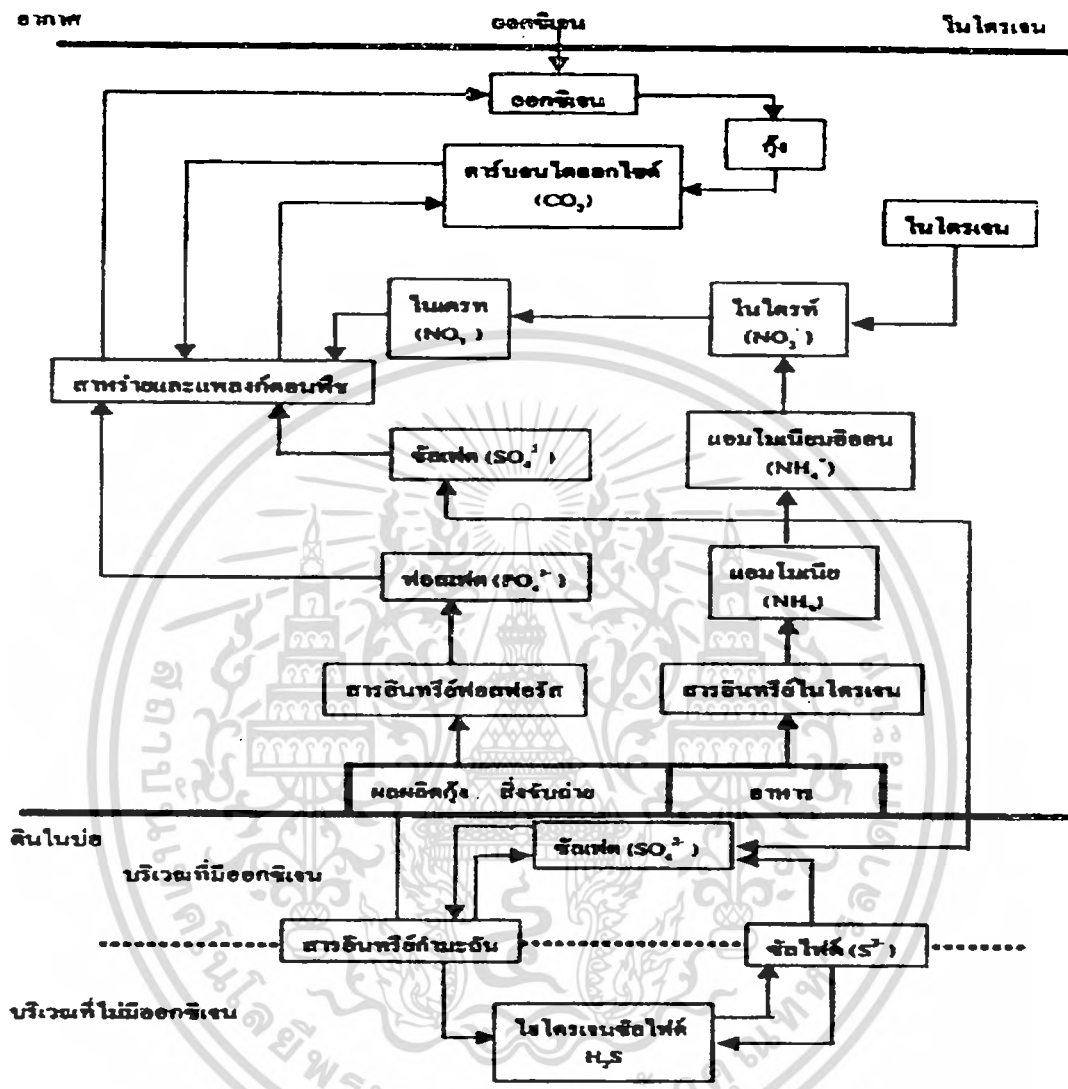 อากาศ
ออกซิเจน
ไนโตรเจน
ออกซิเจน
กุ้ง
คาร์บอนไดออกไซด์
(CO₂)
ไนโตรเจน
ไนเตรท
(NO₃⁻)
ไนไตรท์
(NO₂⁻)
สาหร่ายและแพลงก์ตอนพืช
ซัลเฟต (SO₄²⁻)
แอมโมเนียมอิออน
(NH₄⁺)
ฟอสเฟต (PO₄³⁻)
แอมโมเนีย
(NH₃)
สารอินทรีย์ฟอสฟอรัส
สารอินทรีย์ไนโตรเจน
ผลผลิตกุ้ง สิ่งขับถ่าย
อาหาร
ดินในบ่อ
ซัลเฟต (SO₄²⁻)
บริเวณที่มีออกซิเจน
สารอินทรีย์กำมะถัน
ซัลไฟด์ (S²⁻)
บริเวณที่ไม่มีออกซิเจน
ไฮโดรเจนซัลไฟด์
H₂S